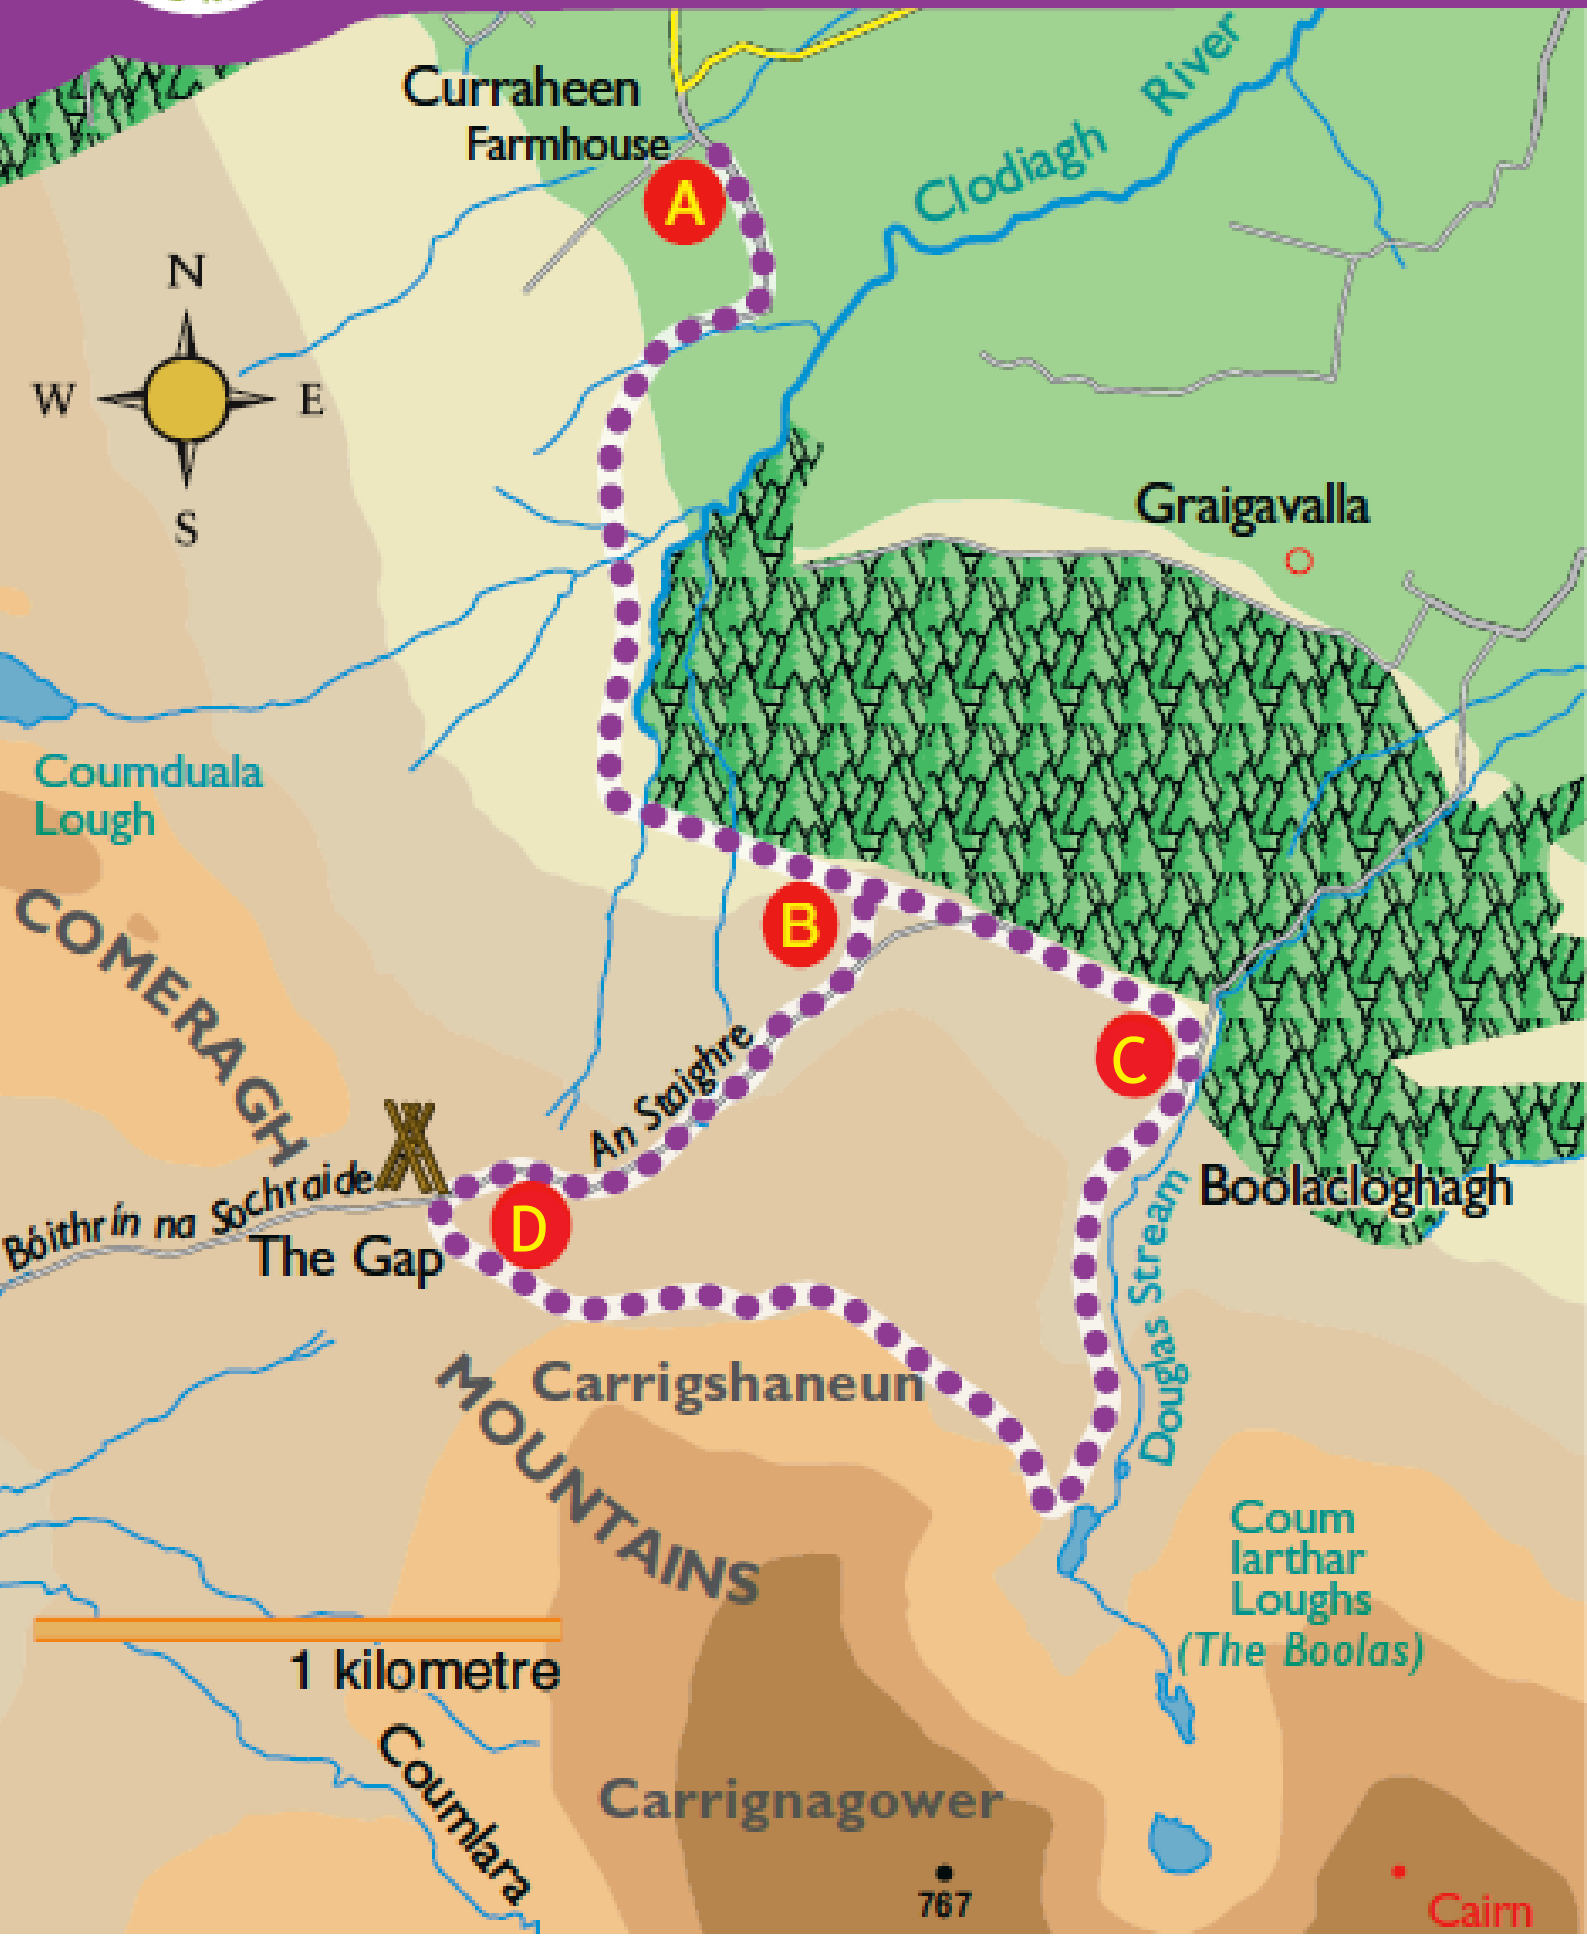 Curraheen
Farmhouse
A
Clodiagh River
N
W
E
S
Graigavalla
Coumduala
Lough
COMERAGH
B
C
An Staighre
Bóithrín na Sochraide
The Gap
D
Boolacloghagh
Douglas Stream
Carrigshaneun
MOUNTAINS
Coum
Iarthar
Loughs
(The Boolas)
1 kilometre
Coumlara
Carrignagower
767
Cairn